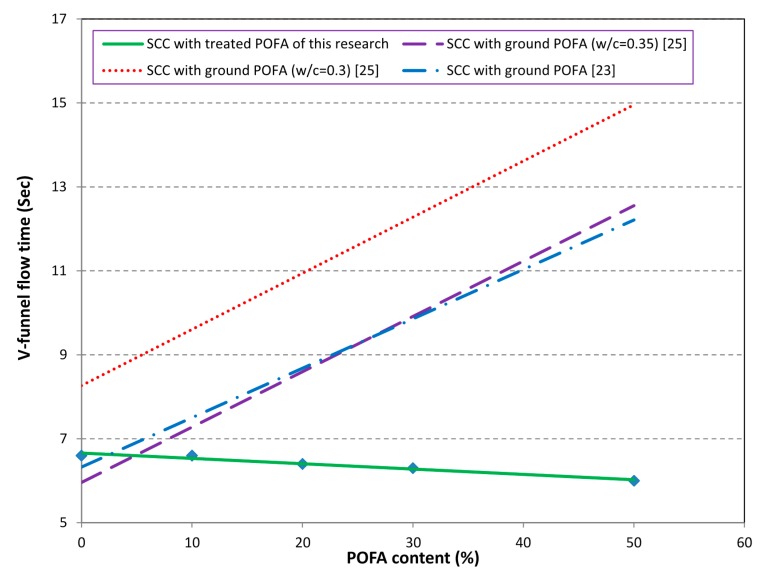 17
SCC with treated POFA of this research
SCC with ground POFA (w/c=0.35) [25]
SCC with ground POFA (w/c=0.3) [25]
SCC with ground POFA [23]
15
13
11
9
7
5
V-funnel flow time (Sec)
0 10 20 30 40 50 60
POFA content (%)